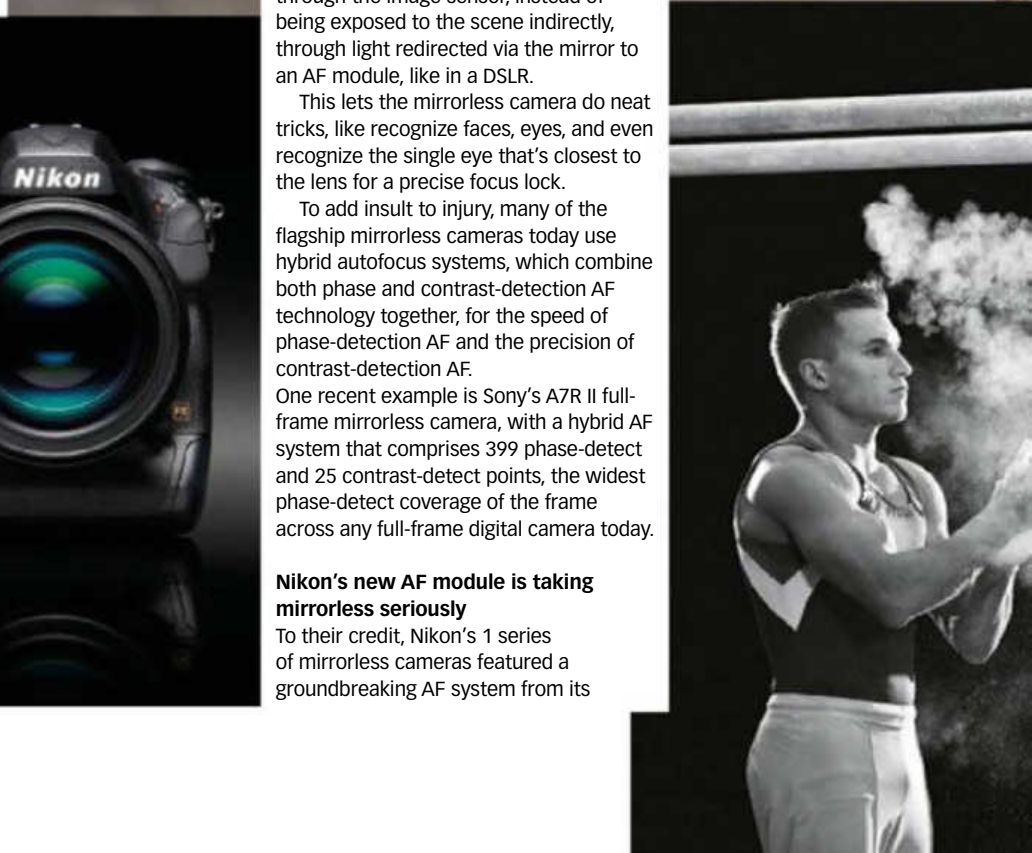 through the image sensor, instead of
being exposed to the scene indirectly,
through light redirected via the mirror to
an AF module, like in a DSLR.
This lets the mirrorless camera do neat
tricks, like recognize faces, eyes, and even
recognize the single eye that's closest to
the lens for a precise focus lock.
To add insult to injury, many of the
flagship mirrorless cameras today use
hybrid autofocus systems, which combine
both phase and contrast-detection AF
technology together, for the speed of
phase-detection AF and the precision of
contrast-detection AF.
One recent example is Sony's A7R II full-
frame mirrorless camera, with a hybrid AF
system that comprises 399 phase-detect
and 25 contrast-detect points, the widest
phase-detect coverage of the frame
across any full-frame digital camera today.
Nikon's new AF module is taking
mirrorless seriously
To their credit, Nikon's 1 series
of mirrorless cameras featured a
groundbreaking AF system from its
Nikon
FX